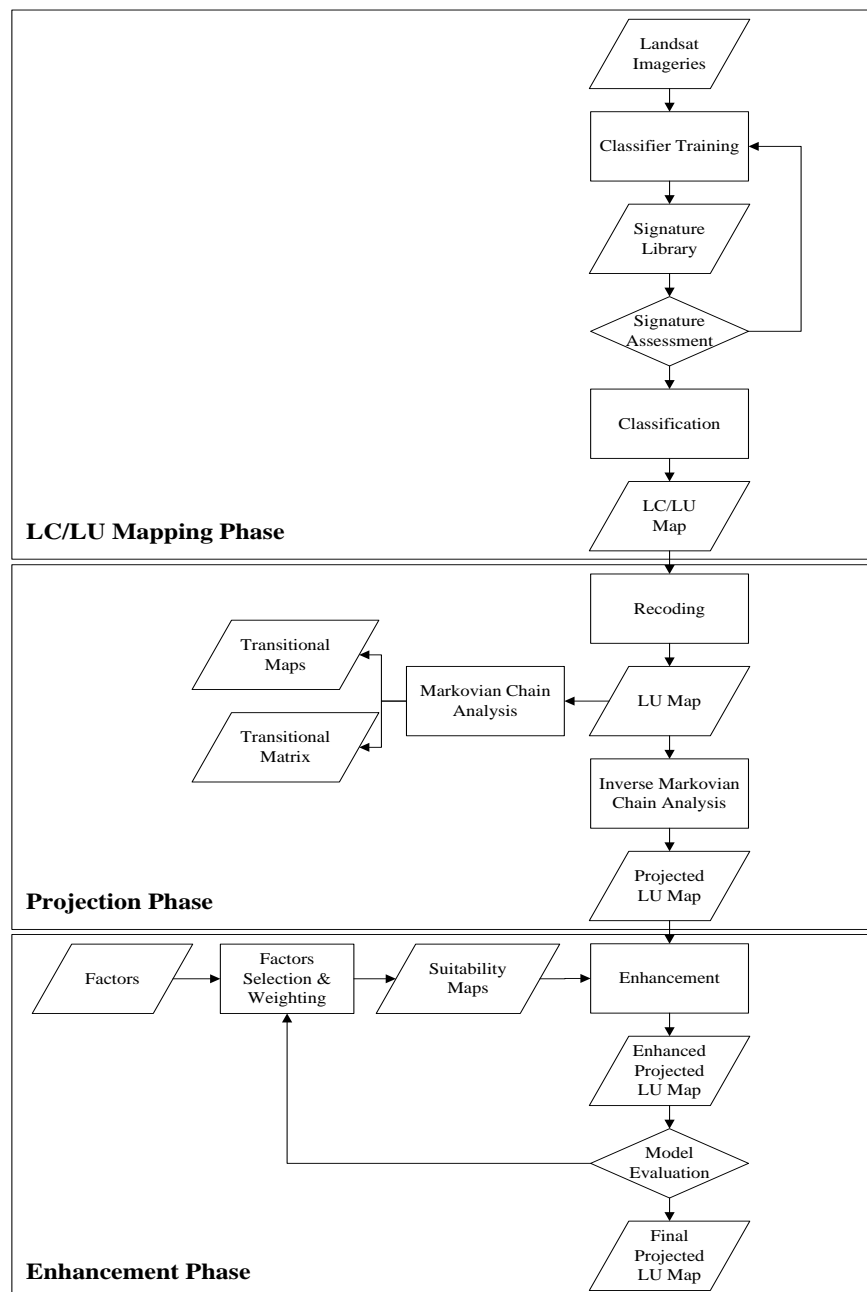 Landsat
Imageries
Classifier Training
Signature
Library
Signature
Assessment
Classification
LC/LU
Map
LC/LU Mapping Phase
Recoding
Transitional
Maps
Markovian Chain
Analysis
LU Map
Transitional
Matrix
Inverse Markovian
Chain Analysis
Projected
LU Map
Projection Phase
Factors
Factors
Selection &
Weighting
Suitability
Maps
Enhancement
Enhanced
Projected
LU Map
Model
Evaluation
Final
Projected
LU Map
Enhancement Phase